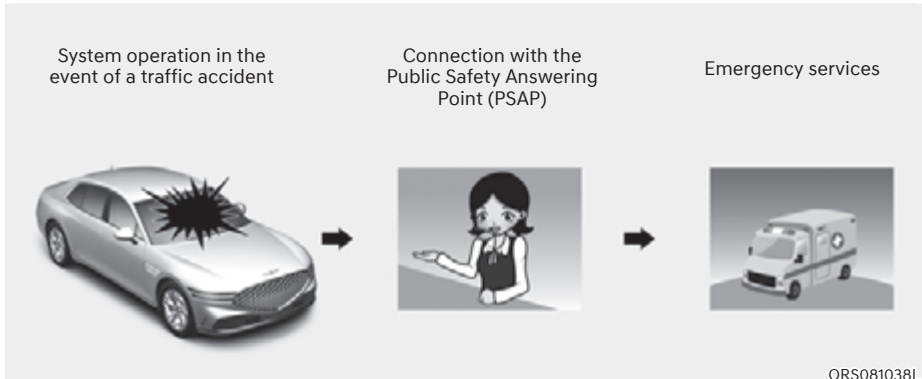 System operation in the
event of a traffic accident
Connection with the
Public Safety Answering
Point (PSAP)
Emergency services
ORS081038L